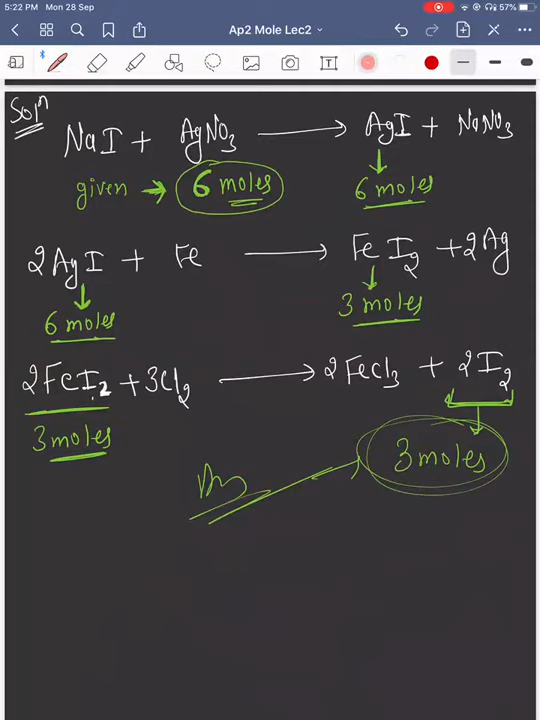 5:22 PM Mon 28 Sep 57%
Ap2 Mole Lec2
T
Solⁿ
NaI + AgNO₃ → AgI + NaNO₃
given → 6 moles 6 moles
2AgI + Fe → FeI₂ + 2Ag
6 moles 3 moles
2FeI₂ + 3Cl₂ → 2FeCl₃ + 2I₂
3 moles
3 moles